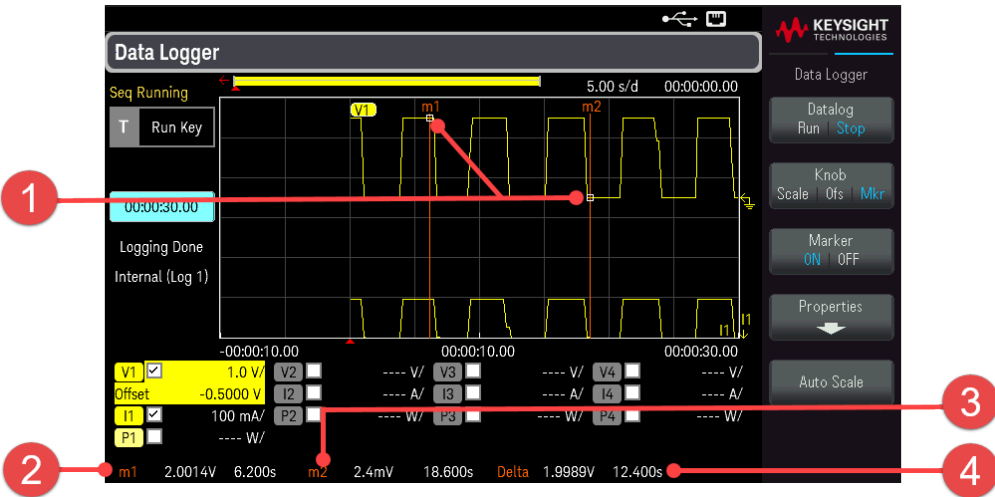 KEYSIGHT
TECHNOLOGIES
Data Logger
Data Logger
Seq Running
5.00 s/d 00:00:00.00
T Run Key
V1 m1 m2
Datalog
Run | Stop
Knob
Scale | Ofs | Mkr
1
00:00:30.00
Logging Done
Internal (Log 1)
Marker
ON | OFF
Properties
I1 I1
-00:00:10.00 00:00:10.00 00:00:30.00
V1 1.0 V/ V2 ---- V/ V3 ---- V/ V4 ---- V/
Offset -0.5000 V I2 ---- A/ I3 ---- A/ I4 ---- A/
I1 100 mA/ P2 ---- W/ P3 ---- W/ P4 ---- W/
P1 ---- W/
Auto Scale
3
2
m1 2.0014V 6.200s m2 2.4mV 18.600s Delta 1.9989V 12.400s
4